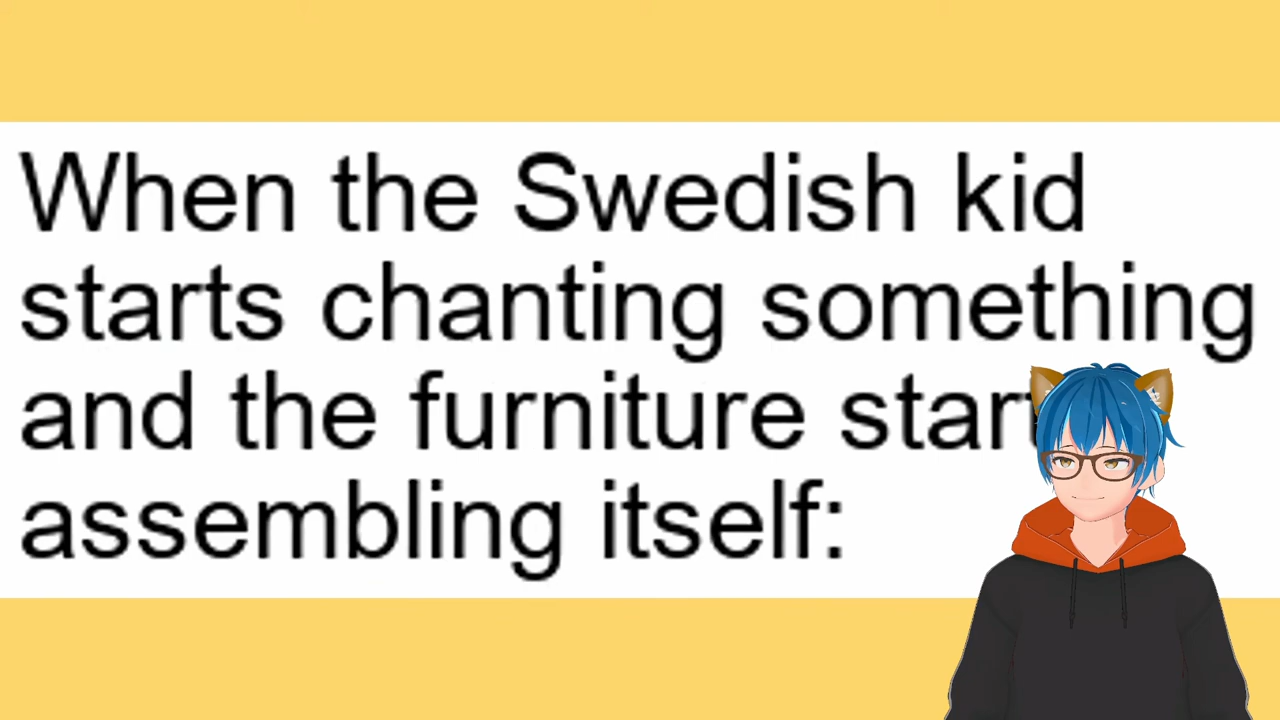 When the Swedish kid
starts chanting something
and the furniture start
assembling itself: